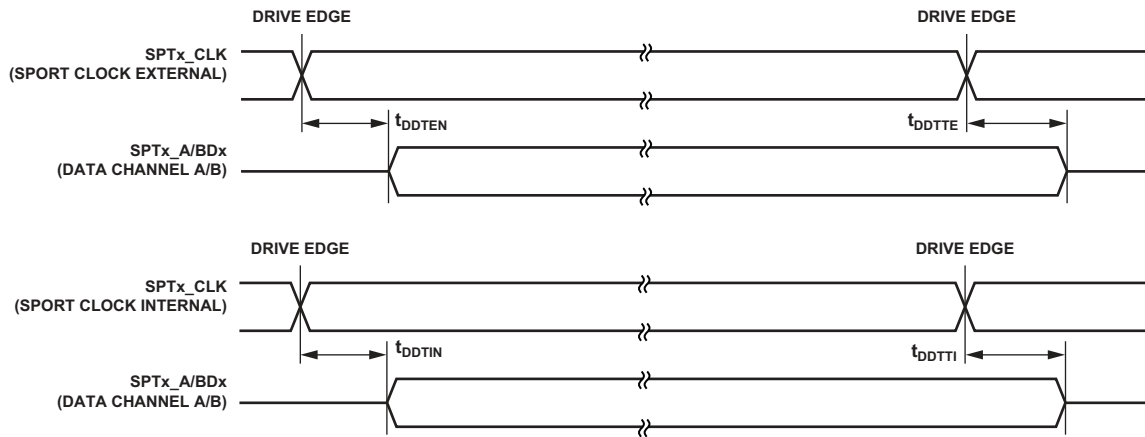 DRIVE EDGE DRIVE EDGE
SPTx_CLK
(SPORT CLOCK EXTERNAL)
tDDTEN tDDTTE
SPTx_A/BDx
(DATA CHANNEL A/B)
DRIVE EDGE DRIVE EDGE
SPTx_CLK
(SPORT CLOCK INTERNAL)
tDDTIN tDDTTI
SPTx_A/BDx
(DATA CHANNEL A/B)